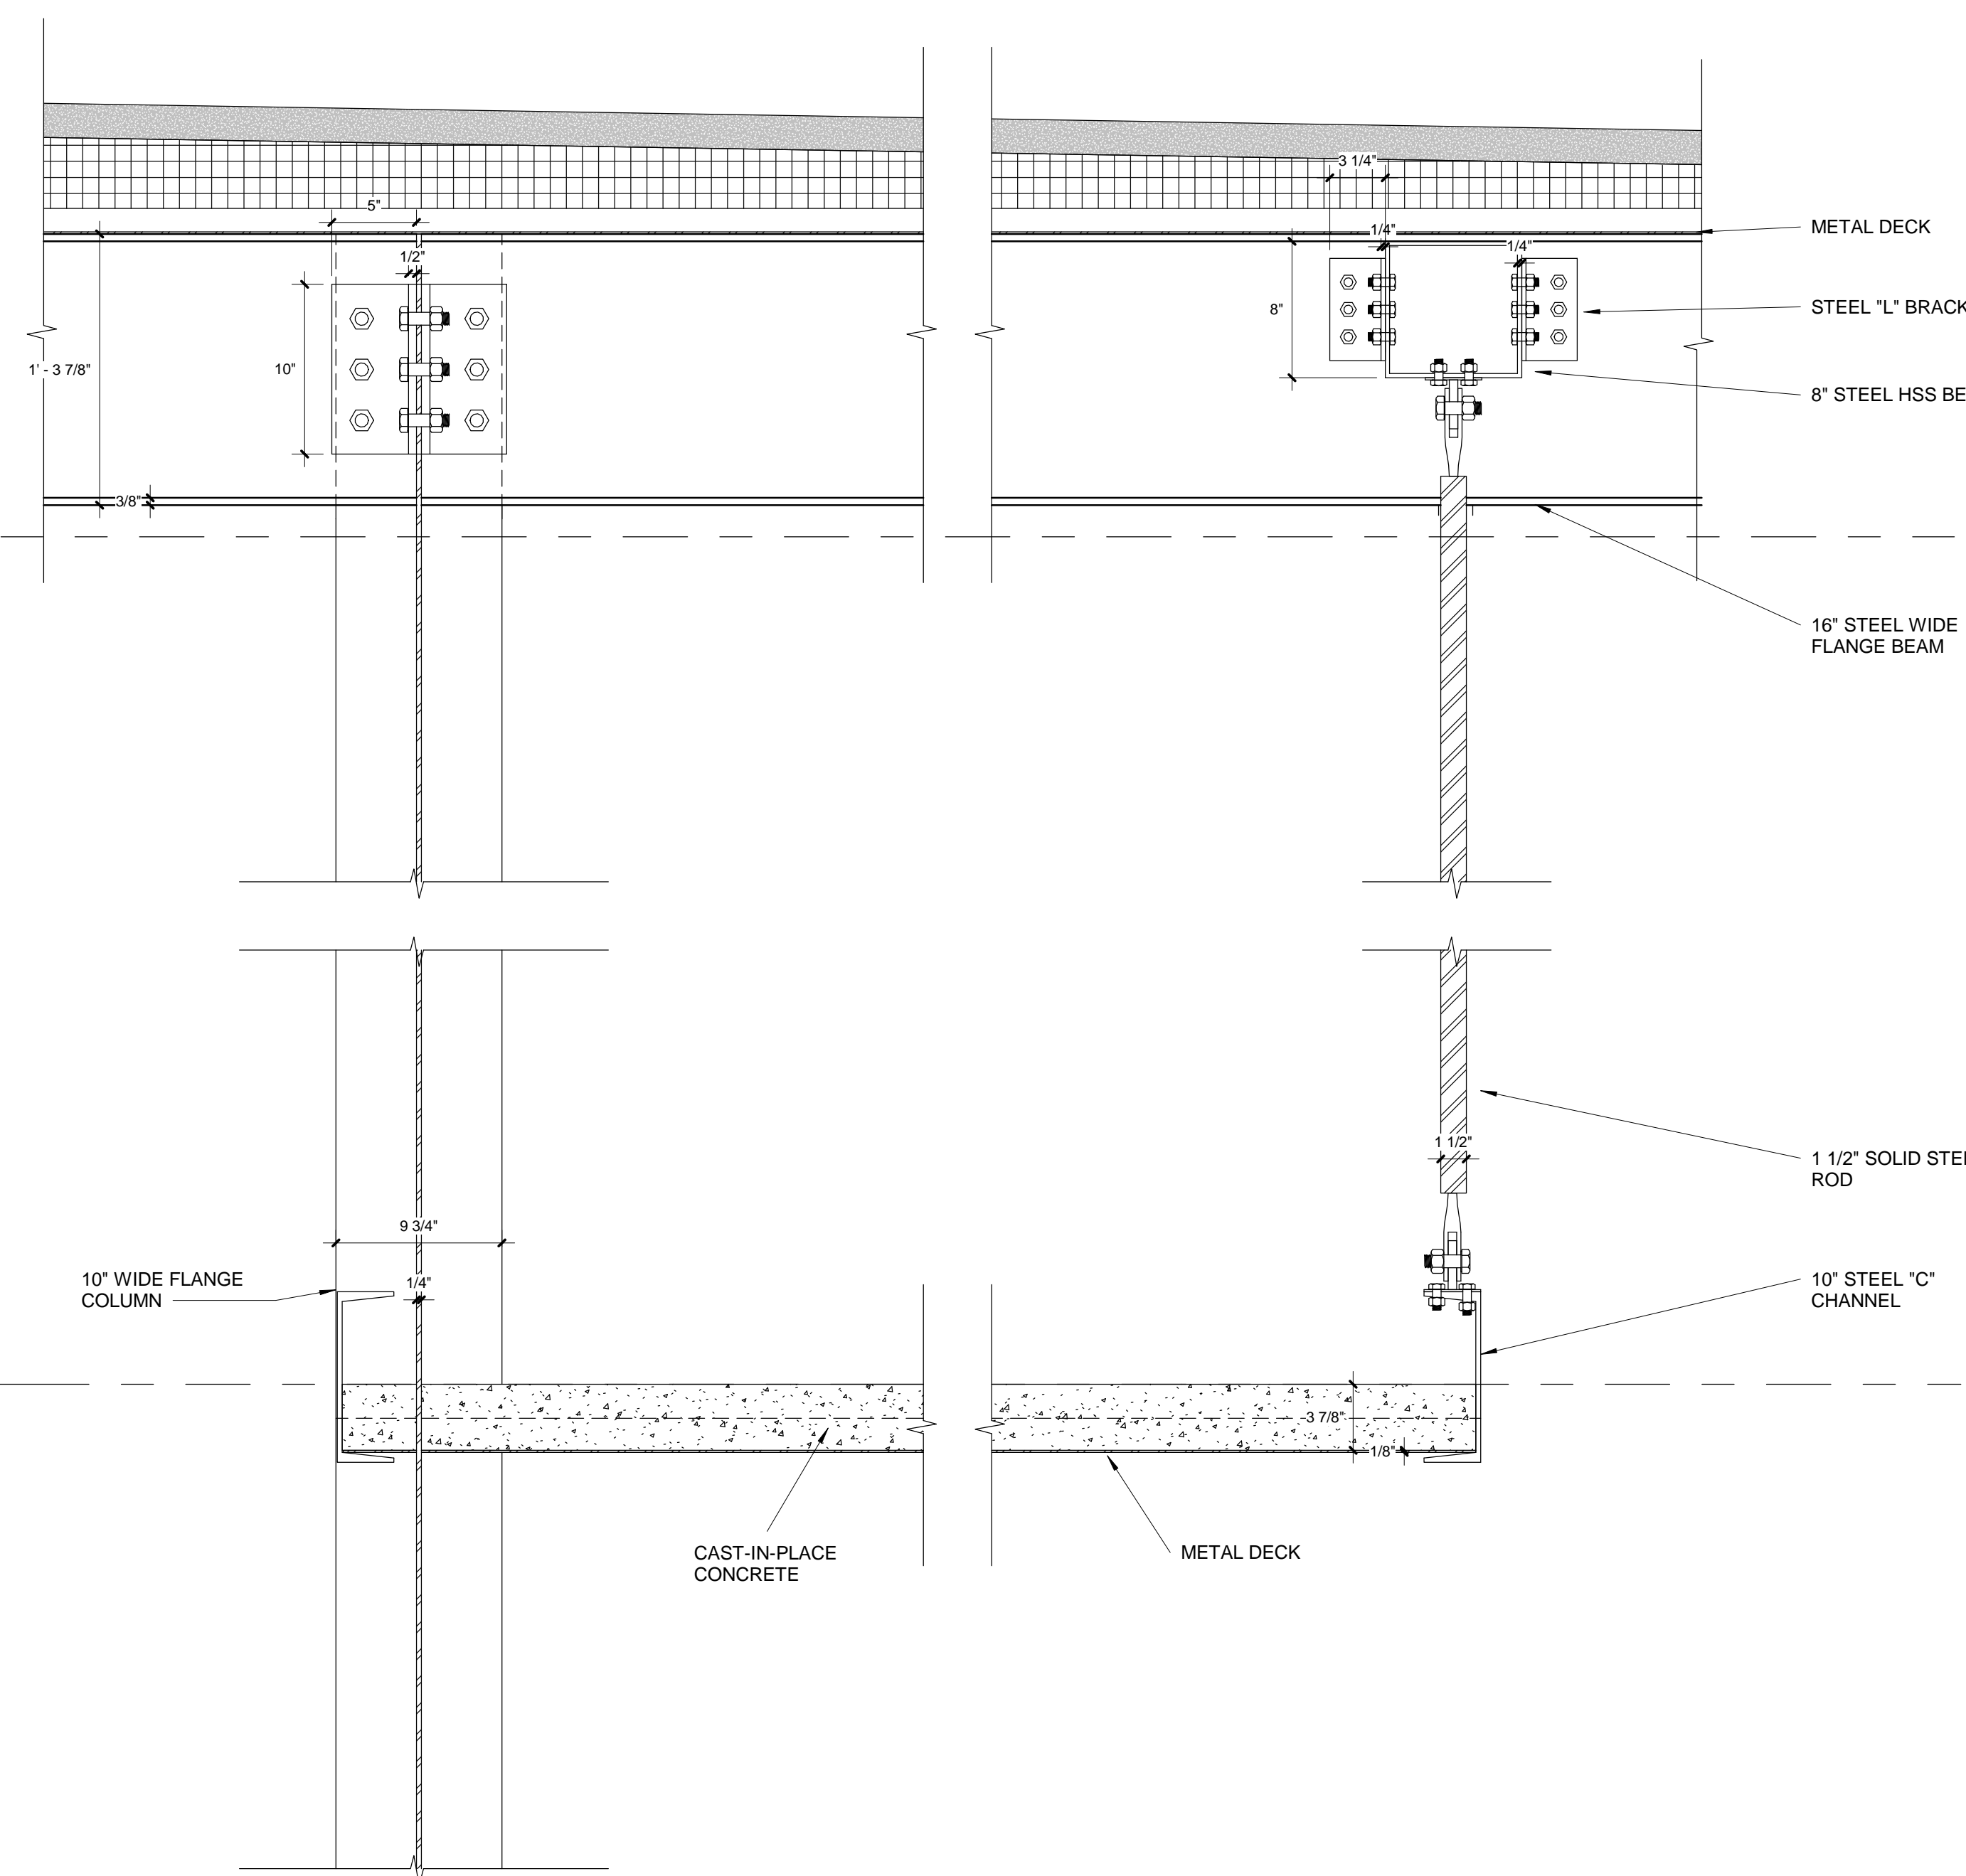 3 1/4"
5"
METAL DECK
1/4"
1/4"
1/2"
STEEL "L" BRACK
8"
1' - 3 7/8"
10"
8" STEEL HSS BE
3/8"
16" STEEL WIDE
FLANGE BEAM
1 1/2"
1 1/2" SOLID STEE
ROD
9 3/4"
10" WIDE FLANGE
COLUMN
1/4"
10" STEEL "C"
CHANNEL
3 7/8"
1/8"
CAST-IN-PLACE
CONCRETE
METAL DECK